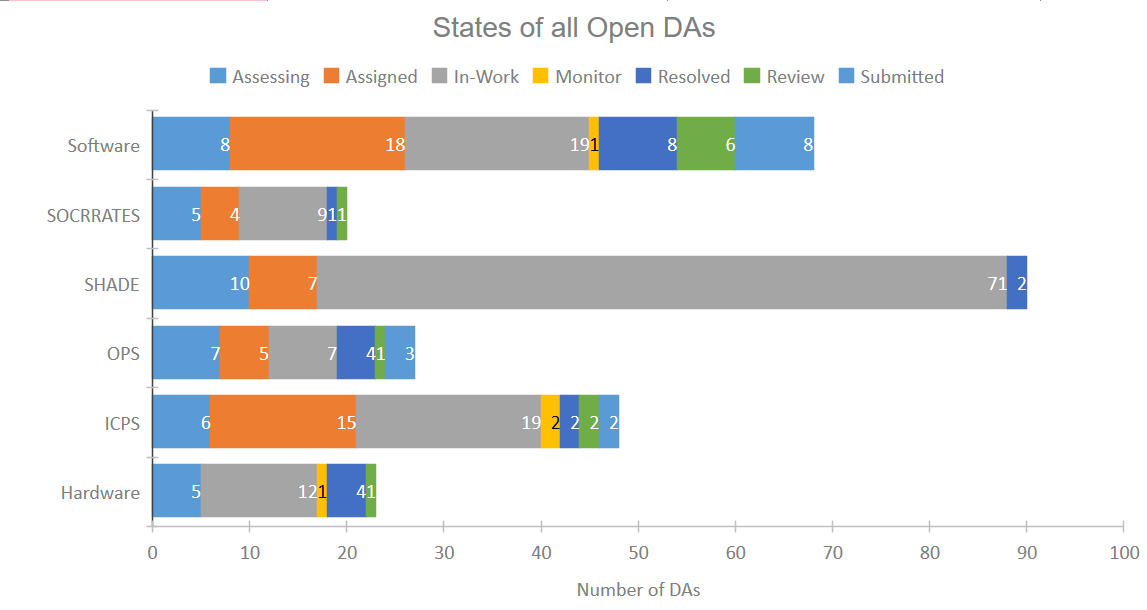 States of all Open DAs
Assessing Assigned In-Work Monitor Resolved Review Submitted
Software 8 18 19 1 8 6 8
SOCRRATES 5 4 9 1 1
SHADE 10 7 71 2
OPS 7 5 7 4 1 3
ICPS 6 15 19 2 2 2 2
Hardware 5 12 1 4 1
0 10 20 30 40 50 60 70 80 90 100
Number of DAs